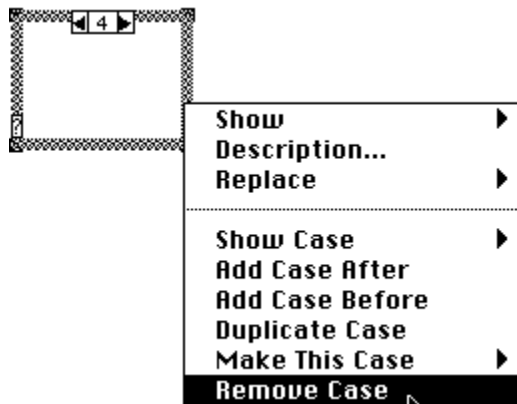 4
?
Show
Description...
Replace
Show Case
Add Case After
Add Case Before
Duplicate Case
Make This Case
Remove Case